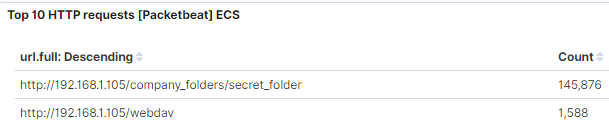 Top 10 HTTP requests [Packetbeat] ECS
url.full: Descending Count
http://192.168.1.105/company_folders/secret_folder 145,876
http://192.168.1.105/webdav 1,588